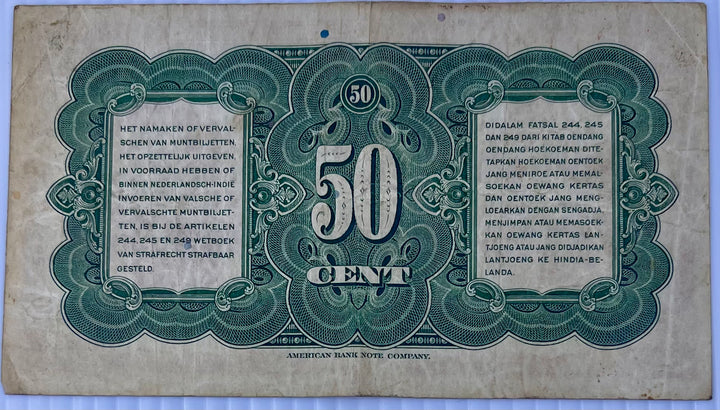 50
HET NAMAKEN OF VERVAL-
SCHEN VAN MUNTBILJETTEN,
HET OPZETTELIJK UITGEVEN,
IN VOORRAAD HEBBEN OF
BINNEN NEDERLANDSCH-INDIË
INVOEREN VAN VALSCHE OF
VERVALSCHTE MUNTBILJET-
TEN, IS BIJ DE ARTIKELEN
244, 245 EN 249 WETBOEK
VAN STRAFRECHT STRAFBAAR
GESTELD.
50
CENT
DIDALAM FATSAL 244, 245
DAN 249 DARI KITAB OENDANG
OENDANG HOEKOEMAN DITE-
TAPKAN HOEKOEMAN OENTOEK
JANG MENIROE ATAU MEMAL-
SOEKAN OEWANG KERTAS
DAN OENTOEK JANG MENG-
LOEARKAN DENGAN SENGADJA,
MENJIMPAN ATAU MEMASOEK-
KAN OEWANG KERTAS LAN-
TJOENG ATAU JANG DIDJADIKAN
LANTJOENG KE HINDIA-BE-
LANDA.
AMERICAN BANK NOTE COMPANY.